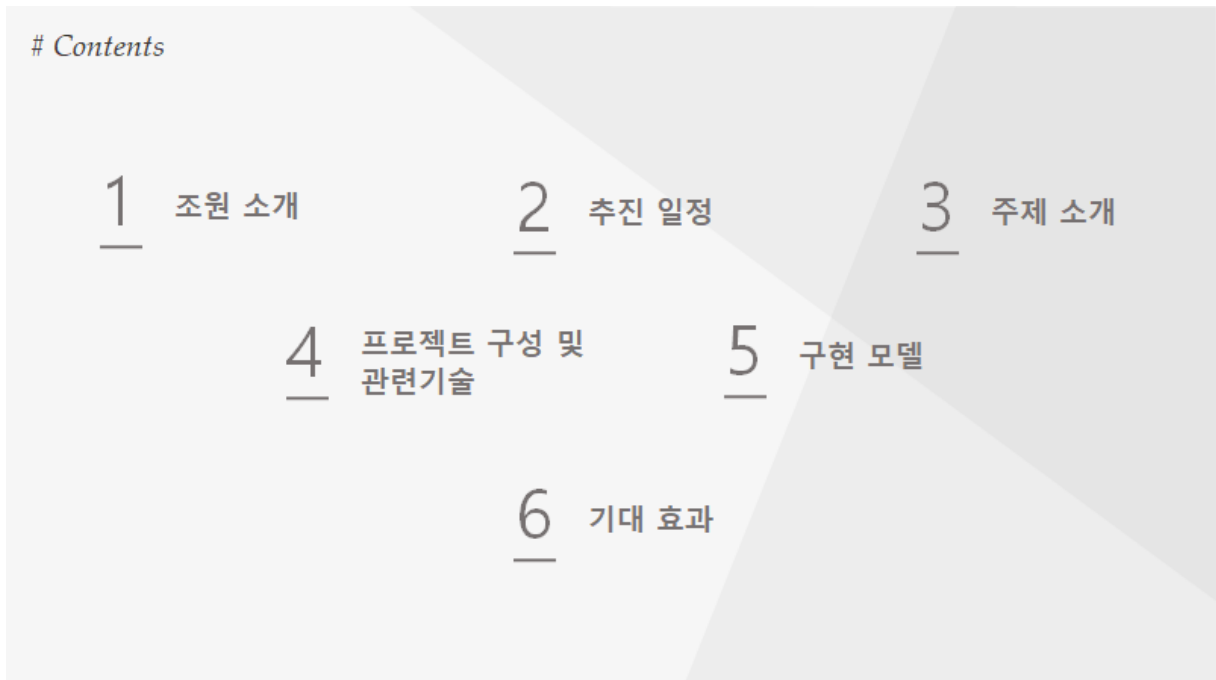 # Contents
1 조원 소개
2 추진 일정
3 주제 소개
4 프로젝트 구성 및
관련기술
5 구현 모델
6 기대 효과